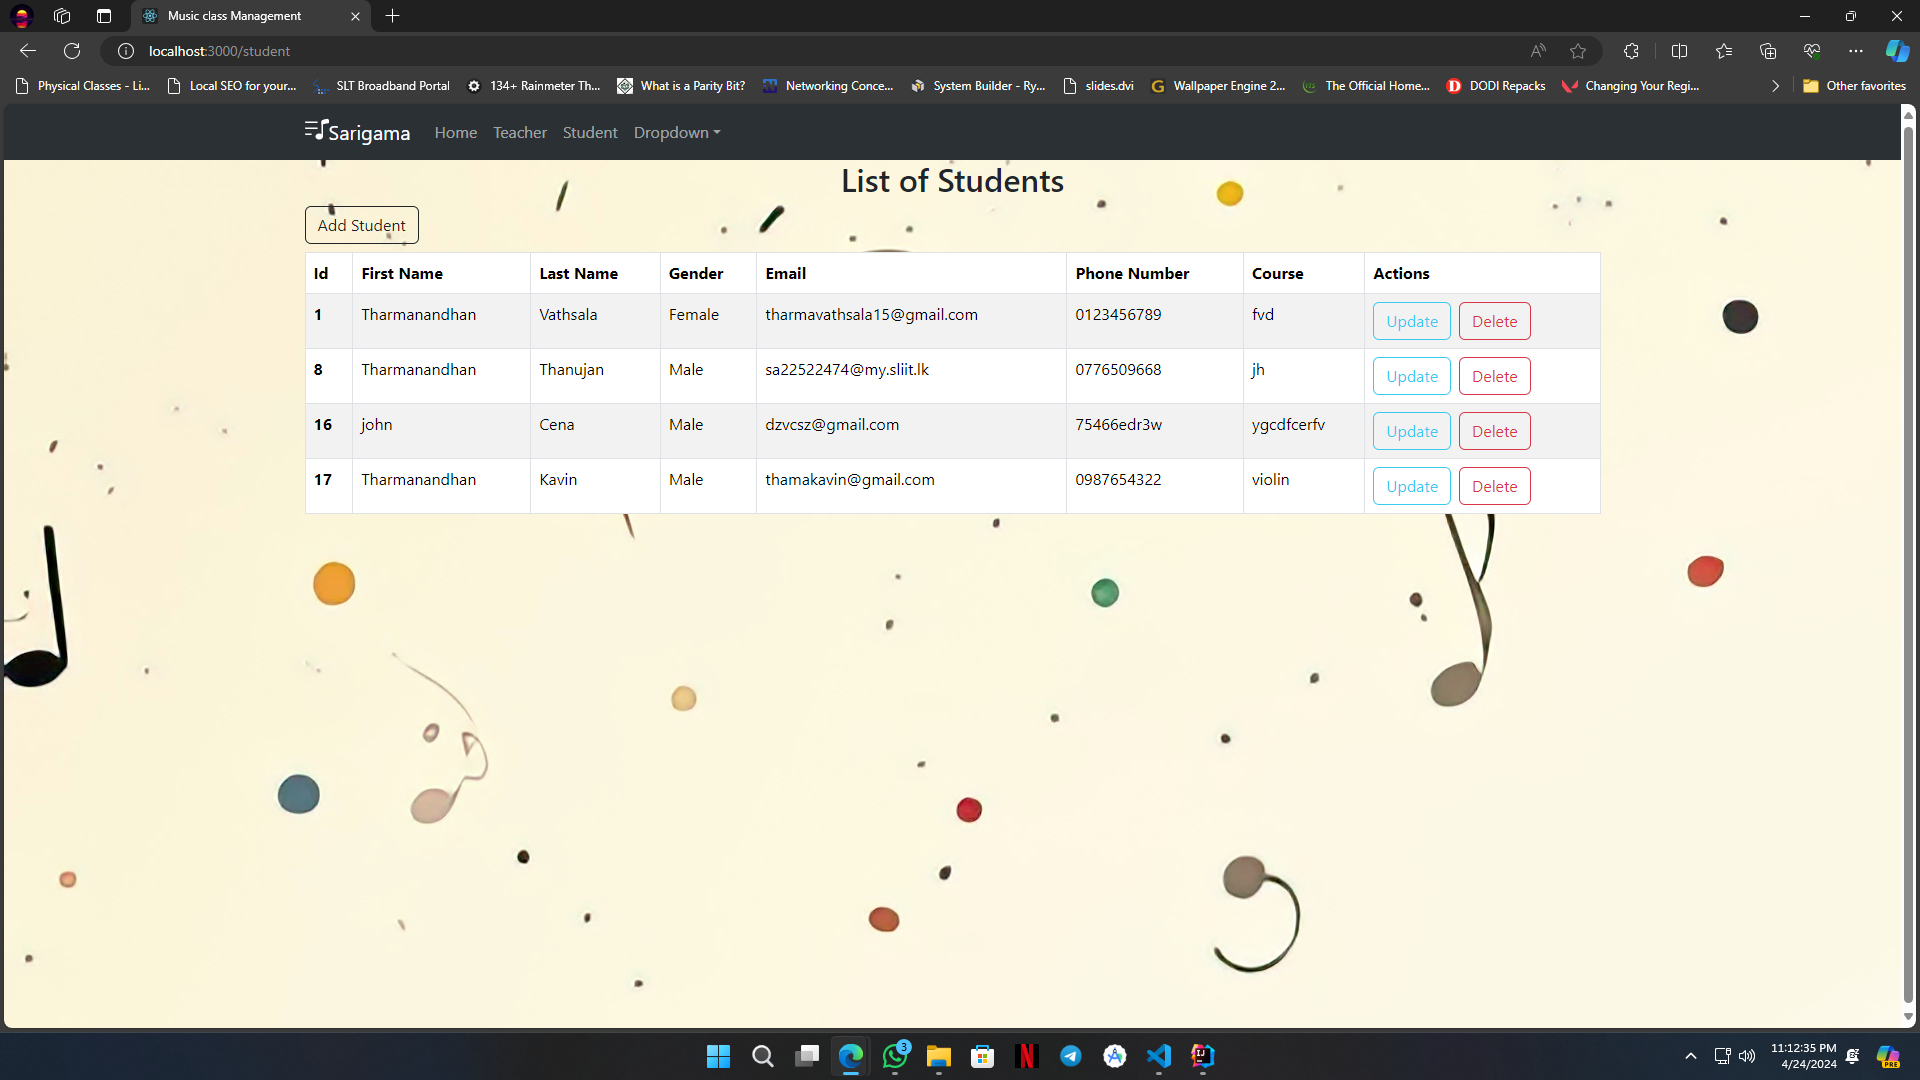 Music class Management
localhost:3000/student
Physical Classes - Li... Local SEO for your... SLT Broadband Portal 134+ Rainmeter Th... What is a Parity Bit? Networking Conce... System Builder - Ry... slides.dvi Wallpaper Engine 2... The Official Home... DODI Repacks Changing Your Regi... Other favorites
Sarigama Home Teacher Student Dropdown
List of Students
Add Student
Id First Name Last Name Gender Email Phone Number Course Actions
1 Tharmanandhan Vathsala Female tharmavathsala15@gmail.com 0123456789 fvd Update Delete
8 Tharmanandhan Thanujan Male sa22522474@my.sliit.lk 0776509668 jh Update Delete
16 john Cena Male dzvcsz@gmail.com 75466edr3w ygcdfcerfv Update Delete
17 Tharmanandhan Kavin Male thamakavin@gmail.com 0987654322 violin Update Delete
3
11:12:35 PM
4/24/2024
PRE